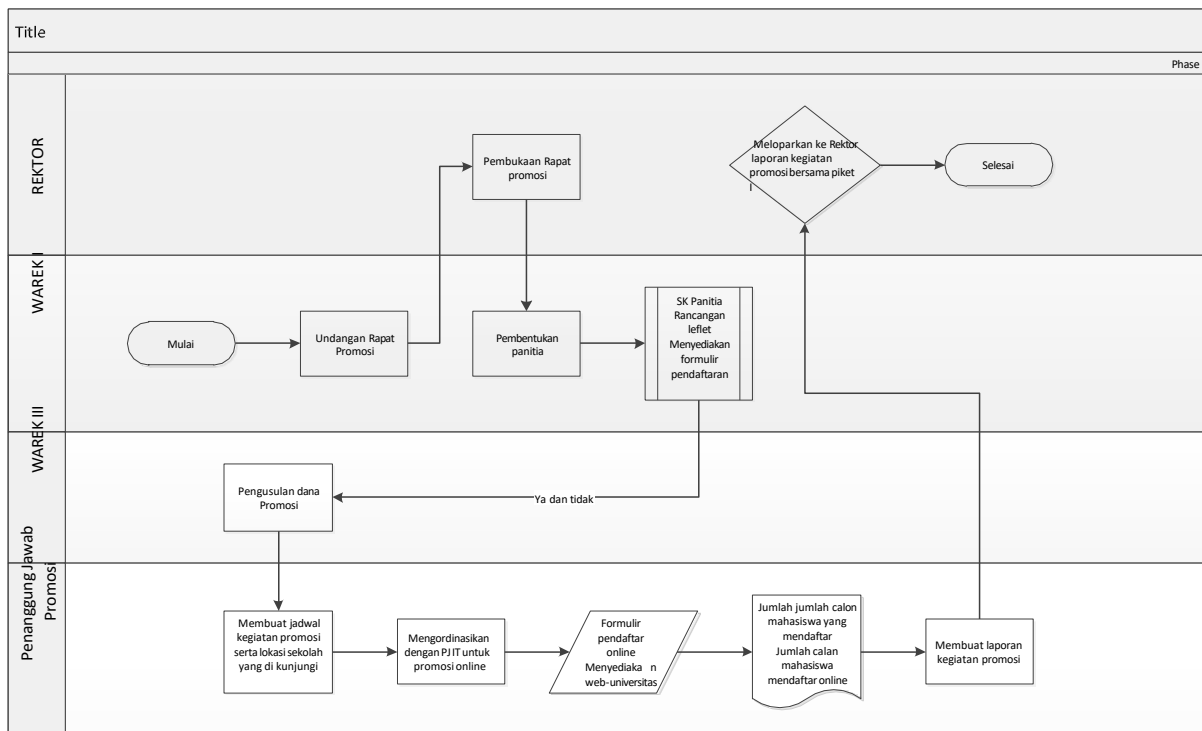 Title
Phase
REKTOR
Pembukaan Rapat
promosi
Meloparkan ke Rektor
laporan kegiatan
promosi bersama piket
Selesai
WAREK I
Mulai
Undangan Rapat
Promosi
Pembentukan
panitia
SK Panitia
Rancangan
leflet
Menyediakan
formulir
pendaftaran
WAREK III
Pengusulan dana
Promosi
Ya dan tidak
Penanggung Jawab
Promosi
Membuat jadwal
kegiatan promosi
serta lokasi sekolah
yang di kunjungi
Mengordinasikan
dengan PJ IT untuk
promosi online
Formulir
pendaftar
online
Menyediaka n
web-universitas
Jumlah jumlah calon
mahasiswa yang
mendaftar
Jumlah calan
mahasiswa
mendaftar online
Membuat laporan
kegiatan promosi